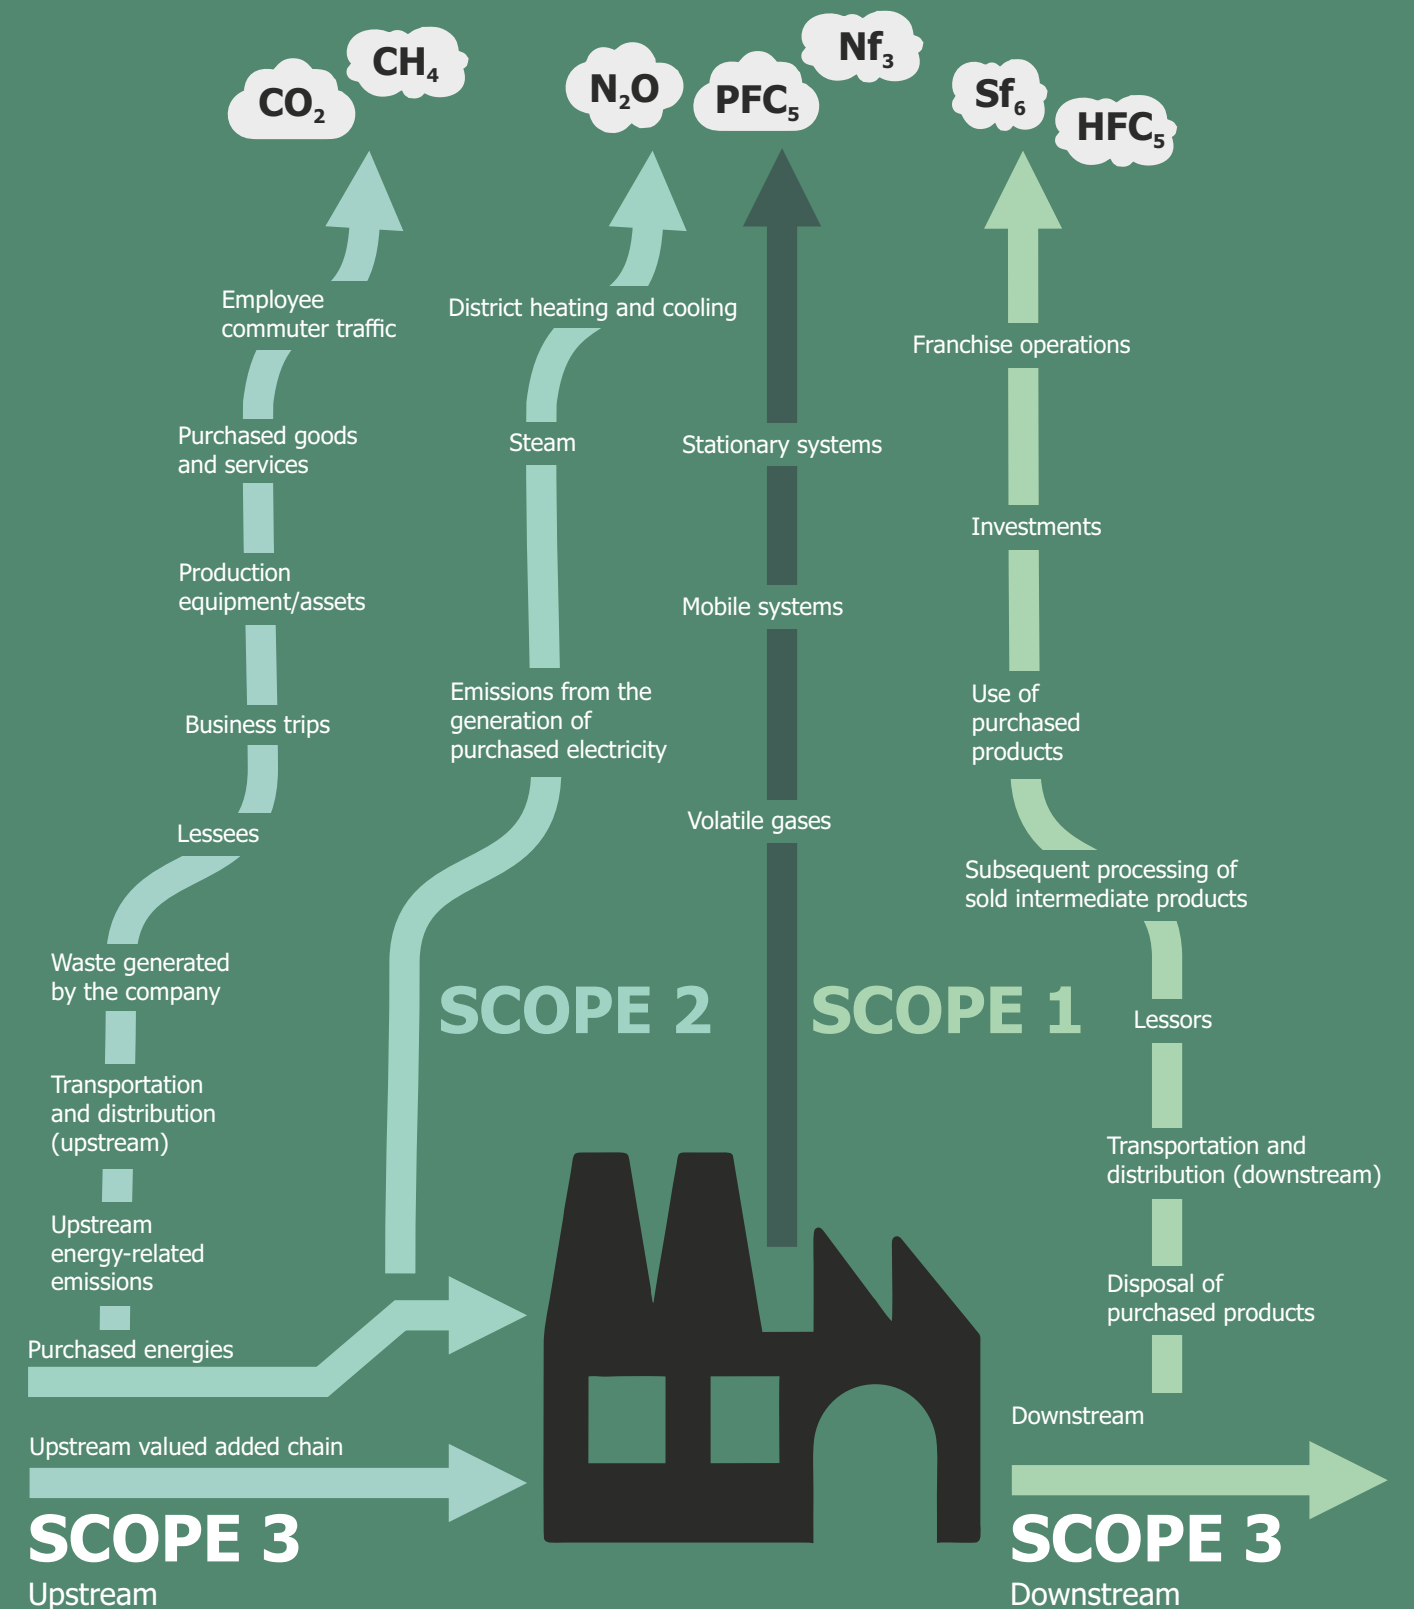 CO₂
CH₄
N₂O
PFC₅
Nf₃
Sf₆
HFC₅
Employee
commuter traffic
Purchased goods
and services
Production
equipment/assets
Business trips
Lessees
Waste generated
by the company
Transportation
and distribution
(upstream)
Upstream
energy-related
emissions
Purchased energies
Upstream valued added chain
SCOPE 3
Upstream
District heating and cooling
Steam
Emissions from the
generation of
purchased electricity
SCOPE 2
Stationary systems
Mobile systems
Volatile gases
SCOPE 1
Franchise operations
Investments
Use of
purchased
products
Subsequent processing of
sold intermediate products
Lessors
Transportation and
distribution (downstream)
Disposal of
purchased products
Downstream
SCOPE 3
Downstream